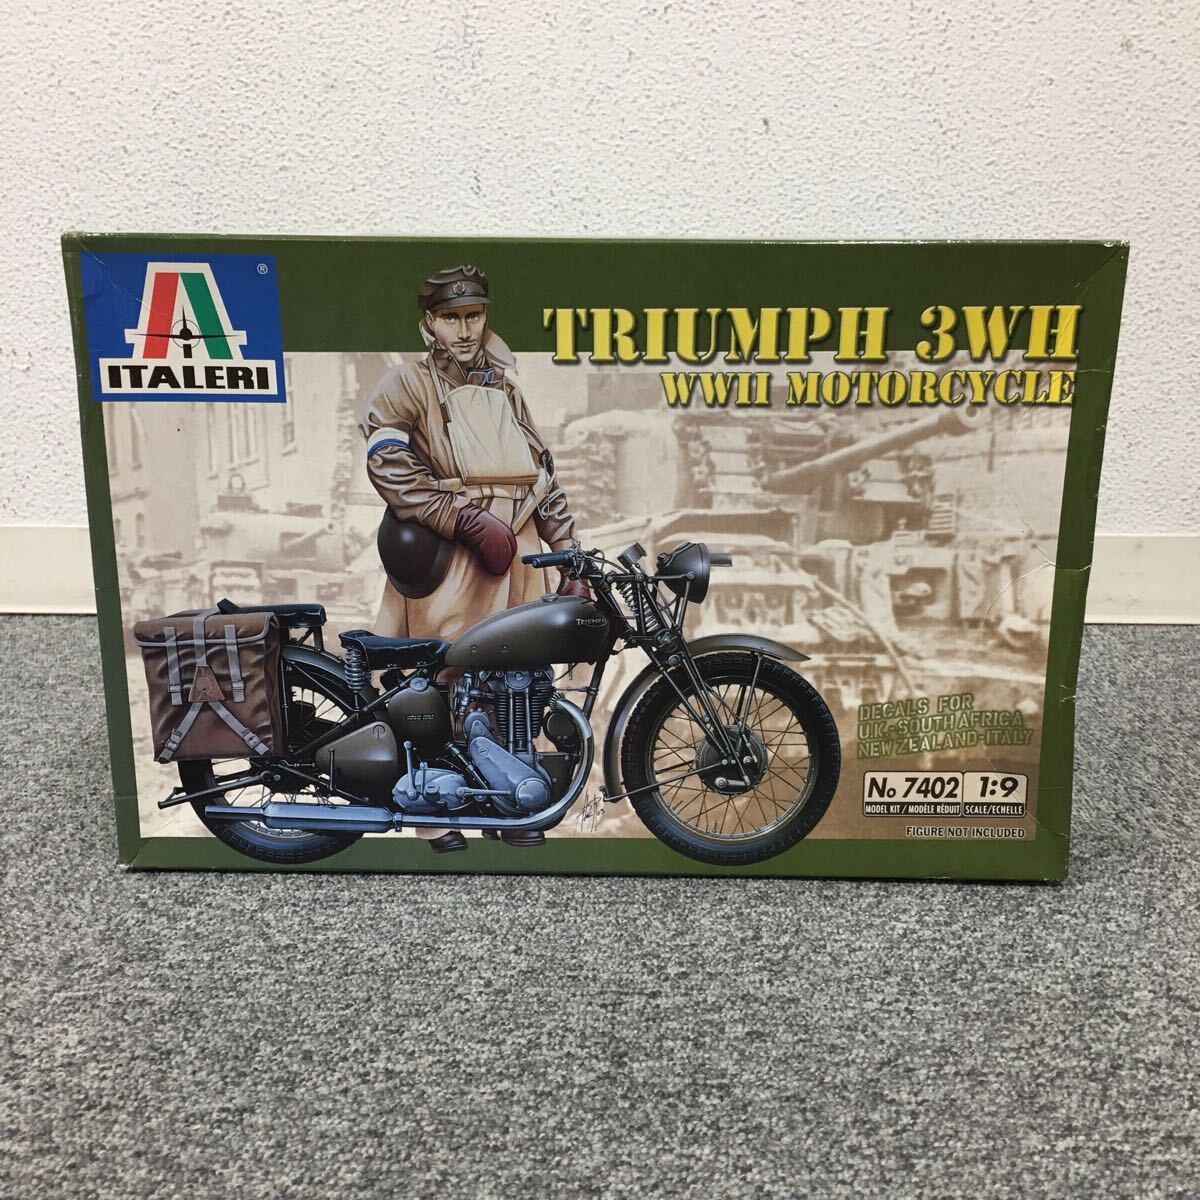 ITALERI
®
TRIUMPH 3WH
WWII MOTORCYCLE
TRIUMPH
DECALS FOR
U.K.-SOUTH AFRICA
NEW ZEALAND-ITALY
No 7402 1:9
MODEL KIT / MODÈLE RÉDUIT SCALE/ECHELLE
FIGURE NOT INCLUDED